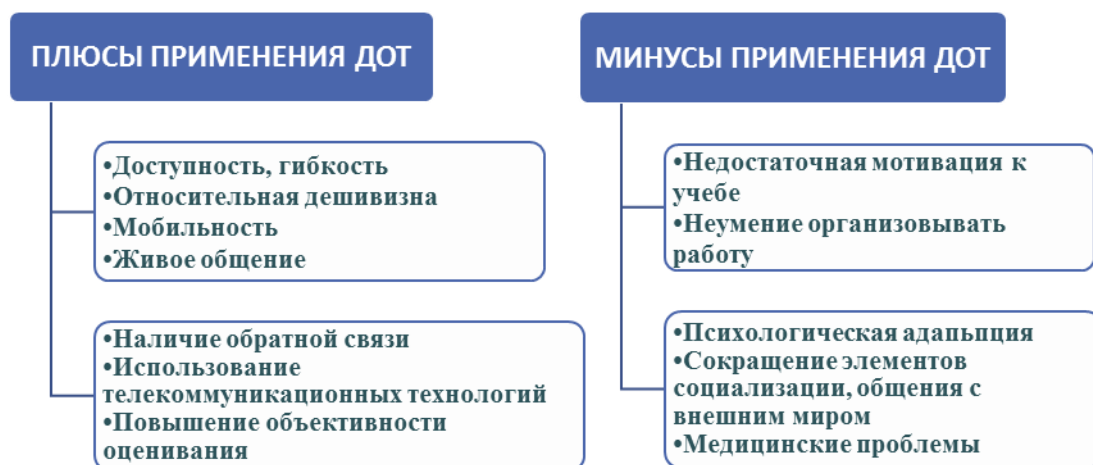 ПЛЮСЫ ПРИМЕНЕНИЯ ДОТ
•Доступность, гибкость
•Относительная дешивизна
•Мобильность
•Живое общение
•Наличие обратной связи
•Использование
телекоммуникационных технологий
•Повышение объективности
оценивания
МИНУСЫ ПРИМЕНЕНИЯ ДОТ
•Недостаточная мотивация к
учебе
•Неумение организовывать
работу
•Психологическая адапьпция
•Сокращение элементов
социализации, общения с
внешним миром
•Медицинские проблемы